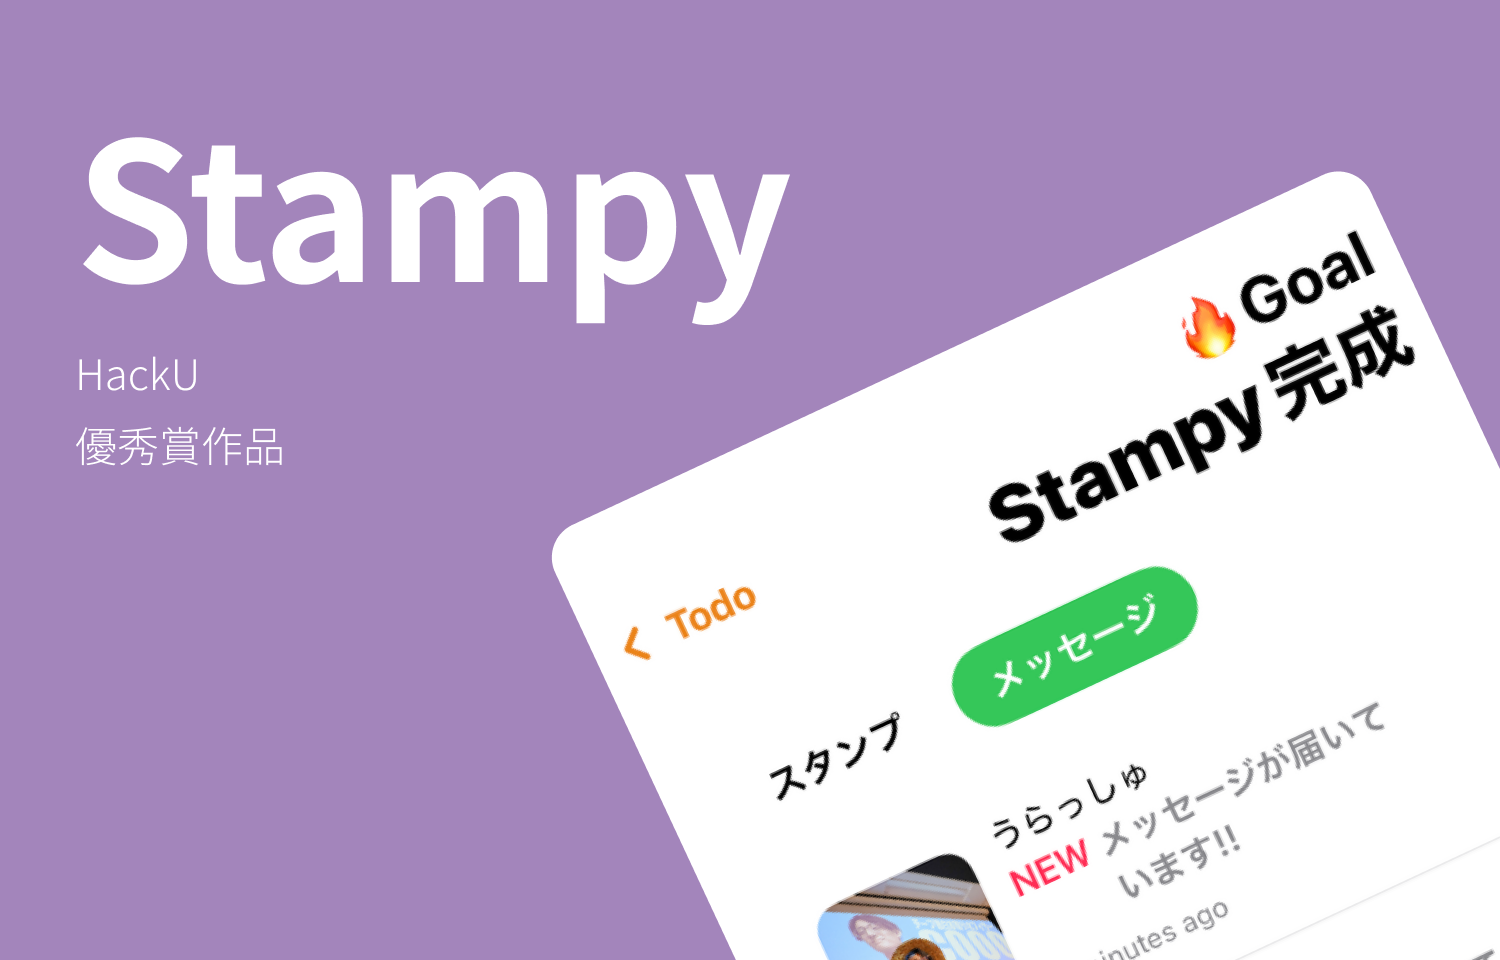 Stampy
HackU
優秀賞作品
🔥Goal
Stampy 完成
Todo
スタンプ
メッセージ
うらっしゅ
NEW メッセージが届いて
います!!
ago